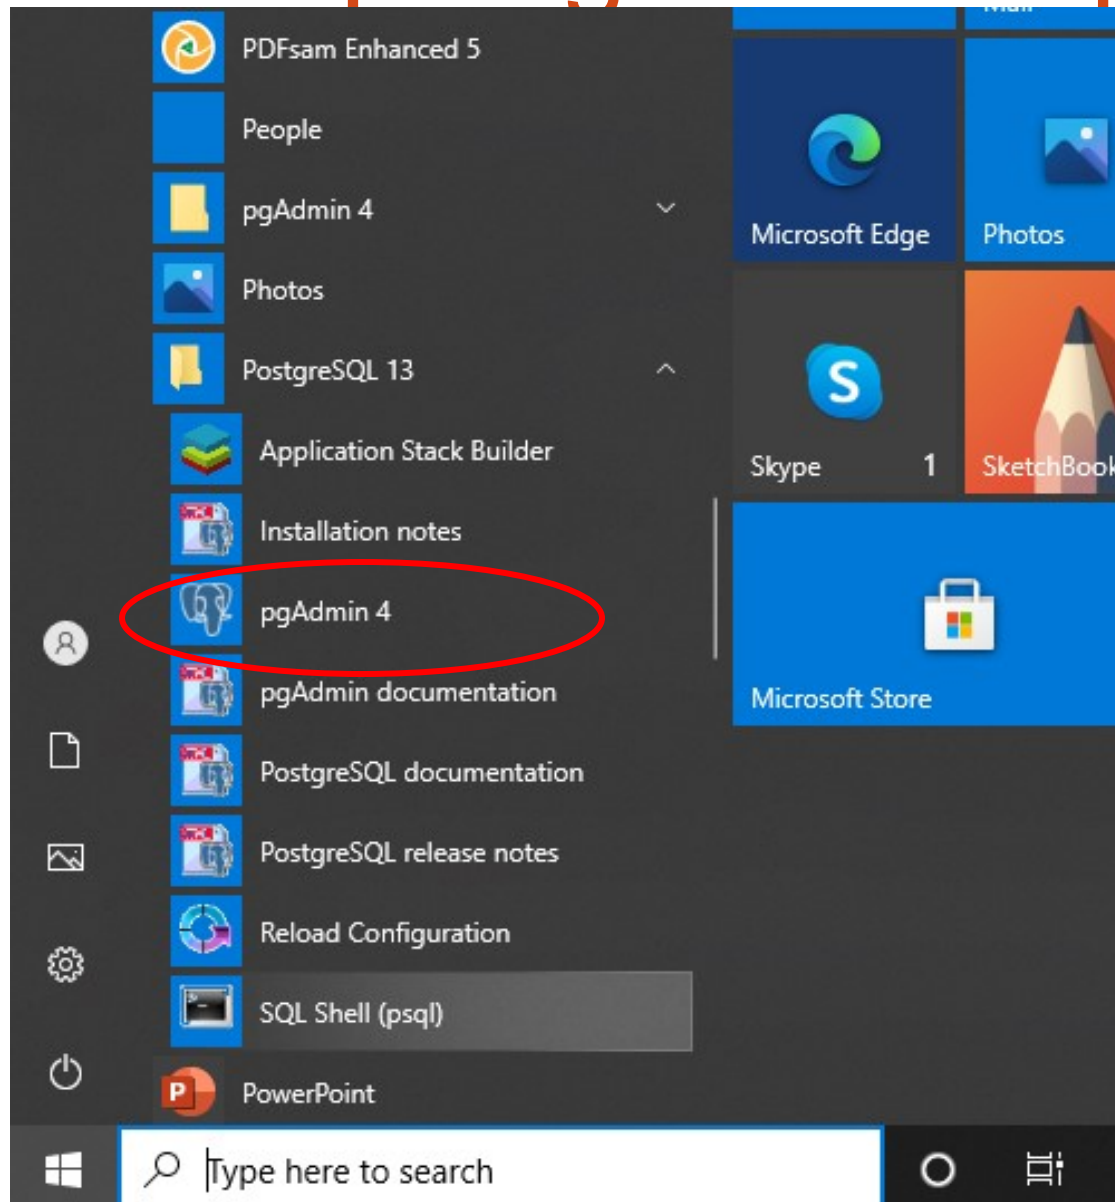 PDFsam Enhanced 5
People
pgAdmin 4
Photos
PostgreSQL 13
Application Stack Builder
Installation notes
pgAdmin 4
pgAdmin documentation
PostgreSQL documentation
PostgreSQL release notes
Reload Configuration
SQL Shell (psql)
PowerPoint
Mail
Microsoft Edge
Photos
Skype 1
SketchBook
Microsoft Store
Type here to search